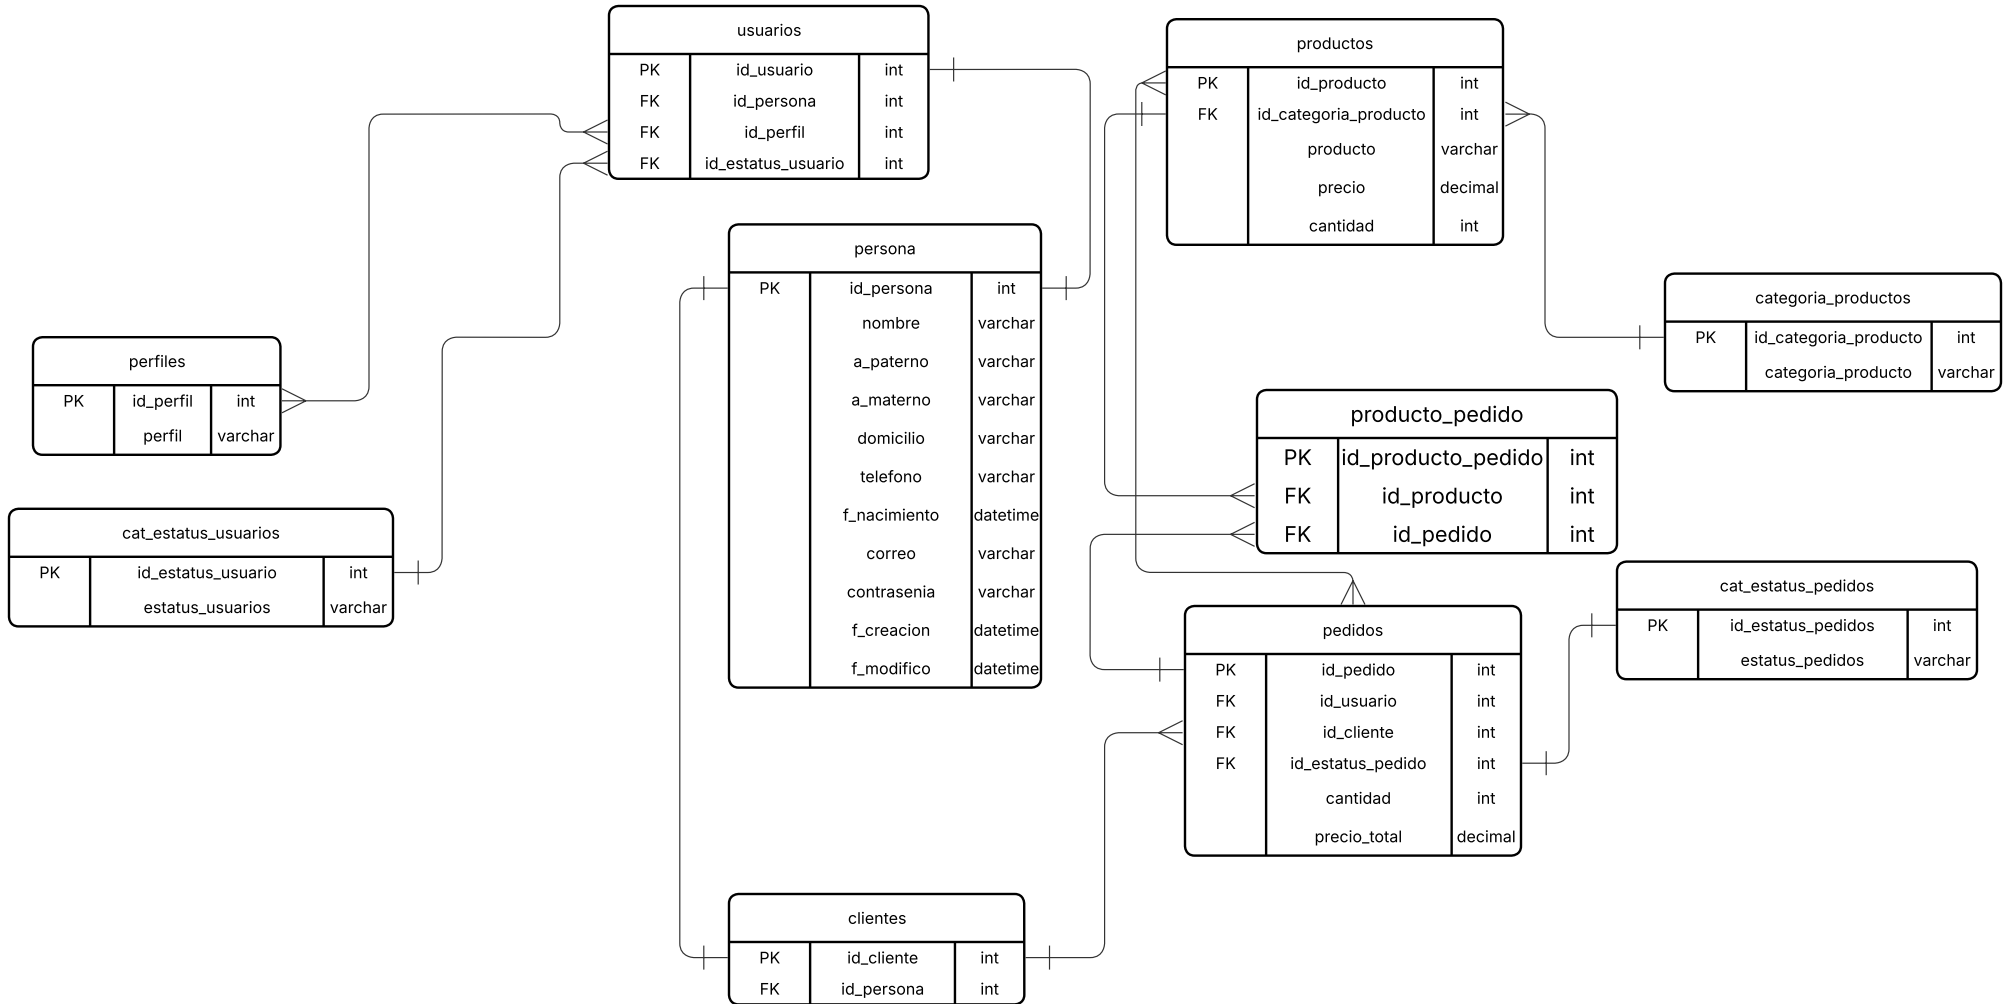 usuarios
PK id_usuario int
FK id_persona int
FK id_perfil int
FK id_estatus_usuario int
productos
PK id_producto int
FK id_categoria_producto int
producto varchar
precio decimal
cantidad int
persona
PK id_persona int
nombre varchar
a_paterno varchar
a_materno varchar
domicilio varchar
telefono varchar
f_nacimiento datetime
correo varchar
contrasenia varchar
f_creacion datetime
f_modifico datetime
categoria_productos
PK id_categoria_producto int
categoria_producto varchar
perfiles
PK id_perfil int
perfil varchar
producto_pedido
PK id_producto_pedido int
FK id_producto int
FK id_pedido int
cat_estatus_usuarios
PK id_estatus_usuario int
estatus_usuarios varchar
cat_estatus_pedidos
PK id_estatus_pedidos int
estatus_pedidos varchar
pedidos
PK id_pedido int
FK id_usuario int
FK id_cliente int
FK id_estatus_pedido int
cantidad int
precio_total decimal
clientes
PK id_cliente int
FK id_persona int